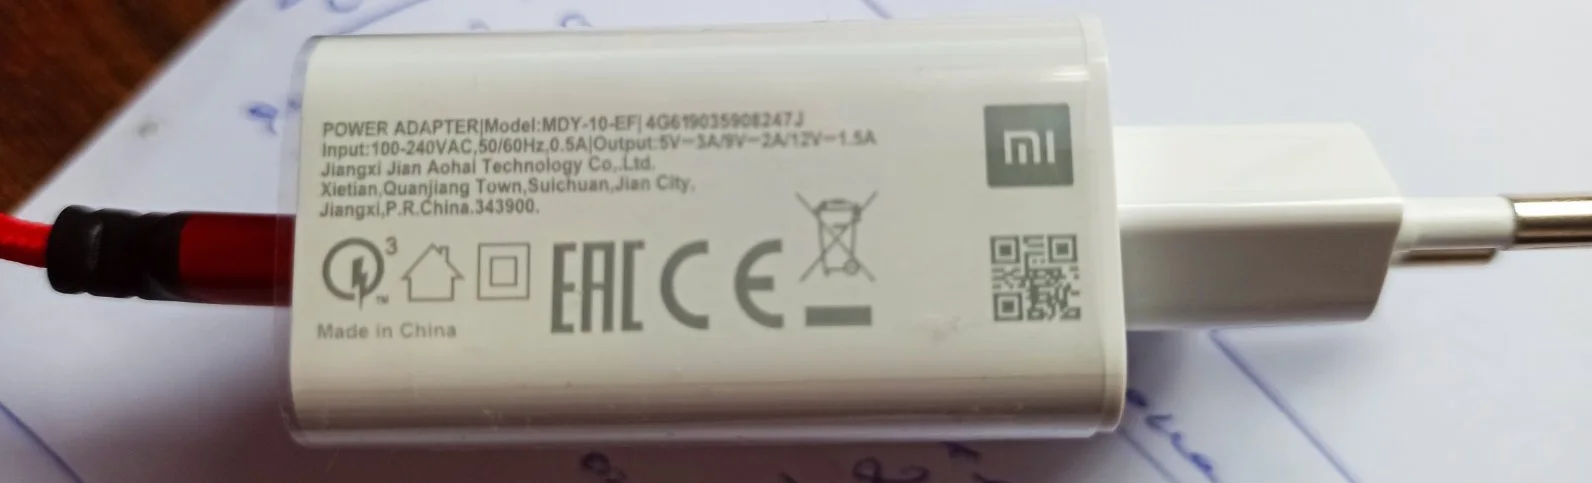 POWER ADAPTER|Model:MDY-10-EF| 4G619035908247J
Input:100-240VAC,50/60Hz,0.5A|Output:5V⎓3A/9V⎓2A/12V⎓1.5A
Jiangxi Jian Aohai Technology Co,.Ltd.
Xietian,Quanjiang Town,Suichuan,Jian City,
Jiangxi,P.R.China.343900.
mi
3
TM
EAC CE
Made in China